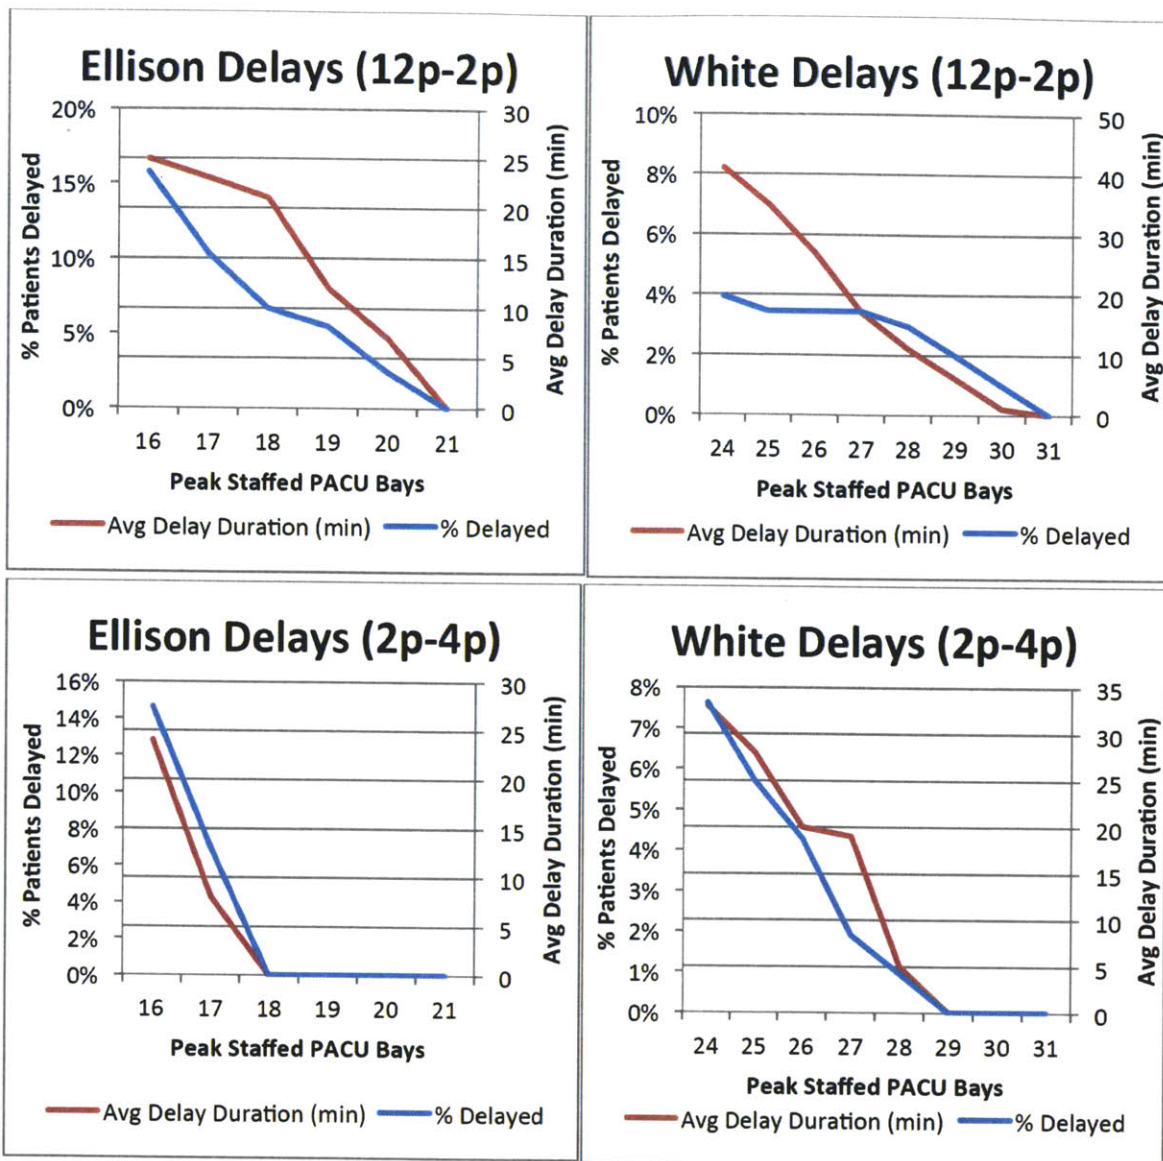 Ellison Delays (12p-2p)
20%
15%
10%
5%
0%
% Patients Delayed
30
25
20
15
10
5
0
Avg Delay Duration (min)
16 17 18 19 20 21
Peak Staffed PACU Bays
Avg Delay Duration (min) % Delayed
White Delays (12p-2p)
10%
8%
6%
4%
2%
0%
% Patients Delayed
50
40
30
20
10
0
Avg Delay Duration (min)
24 25 26 27 28 29 30 31
Peak Staffed PACU Bays
Avg Delay Duration (min) % Delayed
Ellison Delays (2p-4p)
16%
14%
12%
10%
8%
6%
4%
2%
0%
% Patients Delayed
30
25
20
15
10
5
0
Avg Delay Duration (min)
16 17 18 19 20 21
Peak Staffed PACU Bays
Avg Delay Duration (min) % Delayed
White Delays (2p-4p)
8%
7%
6%
5%
4%
3%
2%
1%
0%
% Patients Delayed
35
30
25
20
15
10
5
0
Avg Delay Duration (min)
24 25 26 27 28 29 30 31
Peak Staffed PACU Bays
Avg Delay Duration (min) % Delayed